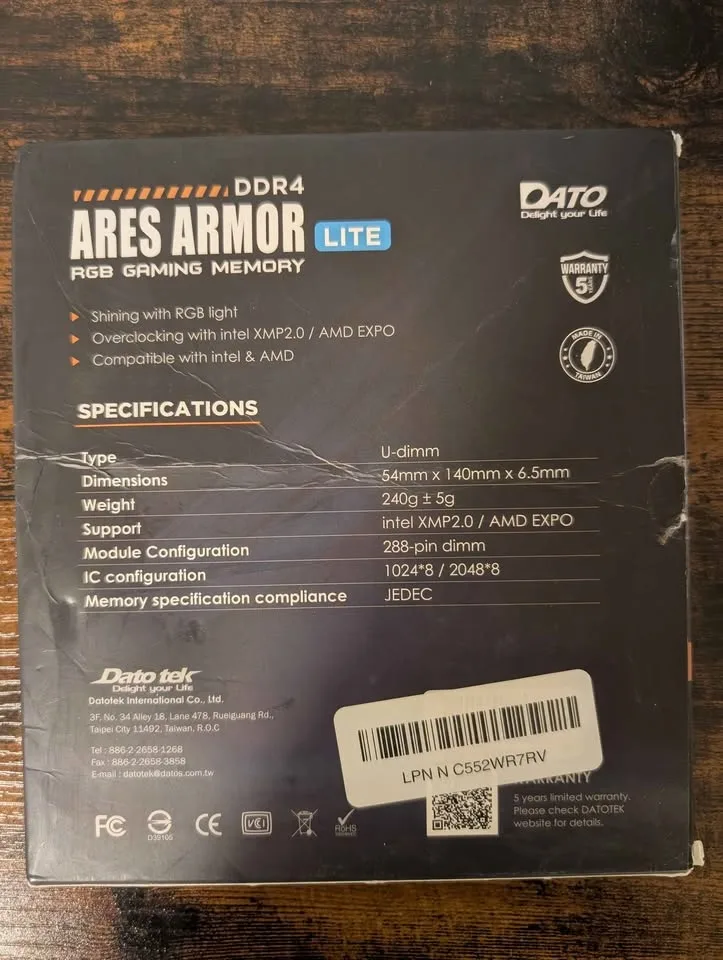 DDR4
ARES ARMOR LITE
RGB GAMING MEMORY
DATO
Delight your Life
WARRANTY
5 YEARS
MADE IN
TAIWAN
Shining with RGB light
Overclocking with intel XMP2.0 / AMD EXPO
Compatible with intel & AMD
SPECIFICATIONS
Type U-dimm
Dimensions 54mm x 140mm x 6.5mm
Weight 240g ± 5g
Support intel XMP2.0 / AMD EXPO
Module Configuration 288-pin dimm
IC configuration 1024*8 / 2048*8
Memory specification compliance JEDEC
Dato tek
Delight your Life
Datotek International Co., Ltd.
3F, No. 34 Alley 18, Lane 478, Rueiguang Rd.,
Taipei City 11492, Taiwan, R.O.C
Tel : 886-2-2658-1268
Fax : 886-2-2658-3858
E-mail : datotek@datos.com.tw
LPN N C552WR7RV
WARRANTY
5 years limited warranty.
Please check DATOTEK
website for details.
FC
D33105
CE
VCI
RoHS